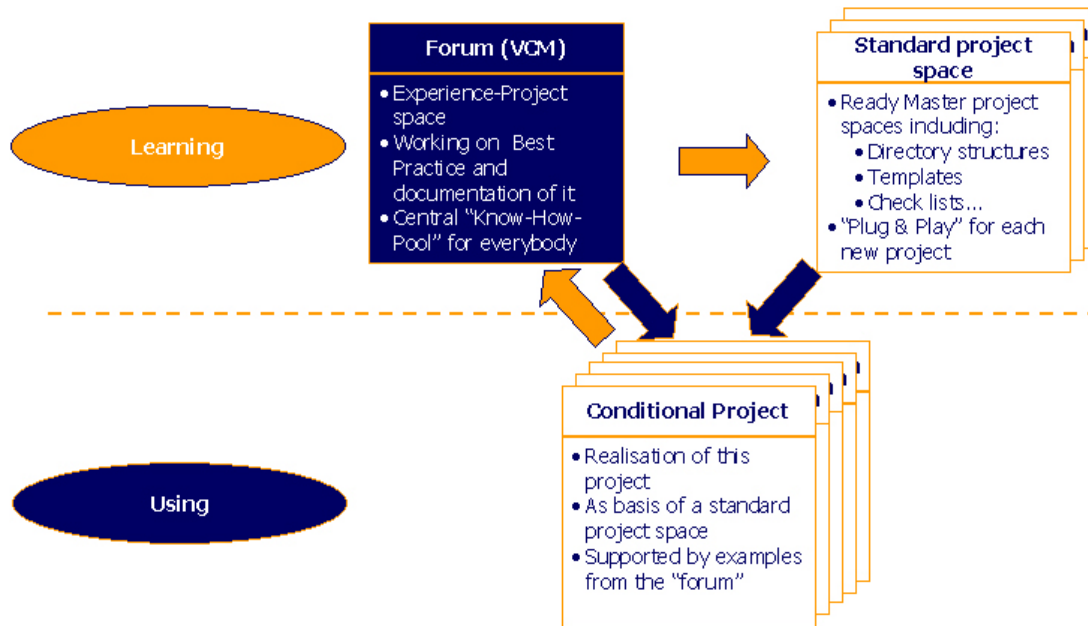 Forum (VCM)
• Experience-Project
space
• Working on Best
Practice and
documentation of it
• Central “Know-How-
Pool” for everybody
Standard project
space
• Ready Master project
spaces including:
• Directory structures
• Templates
• Check lists...
• “Plug & Play” for each
new project
Learning
Conditional Project
• Realisation of this
project
• As basis of a standard
project space
• Supported by examples
from the “forum”
Using